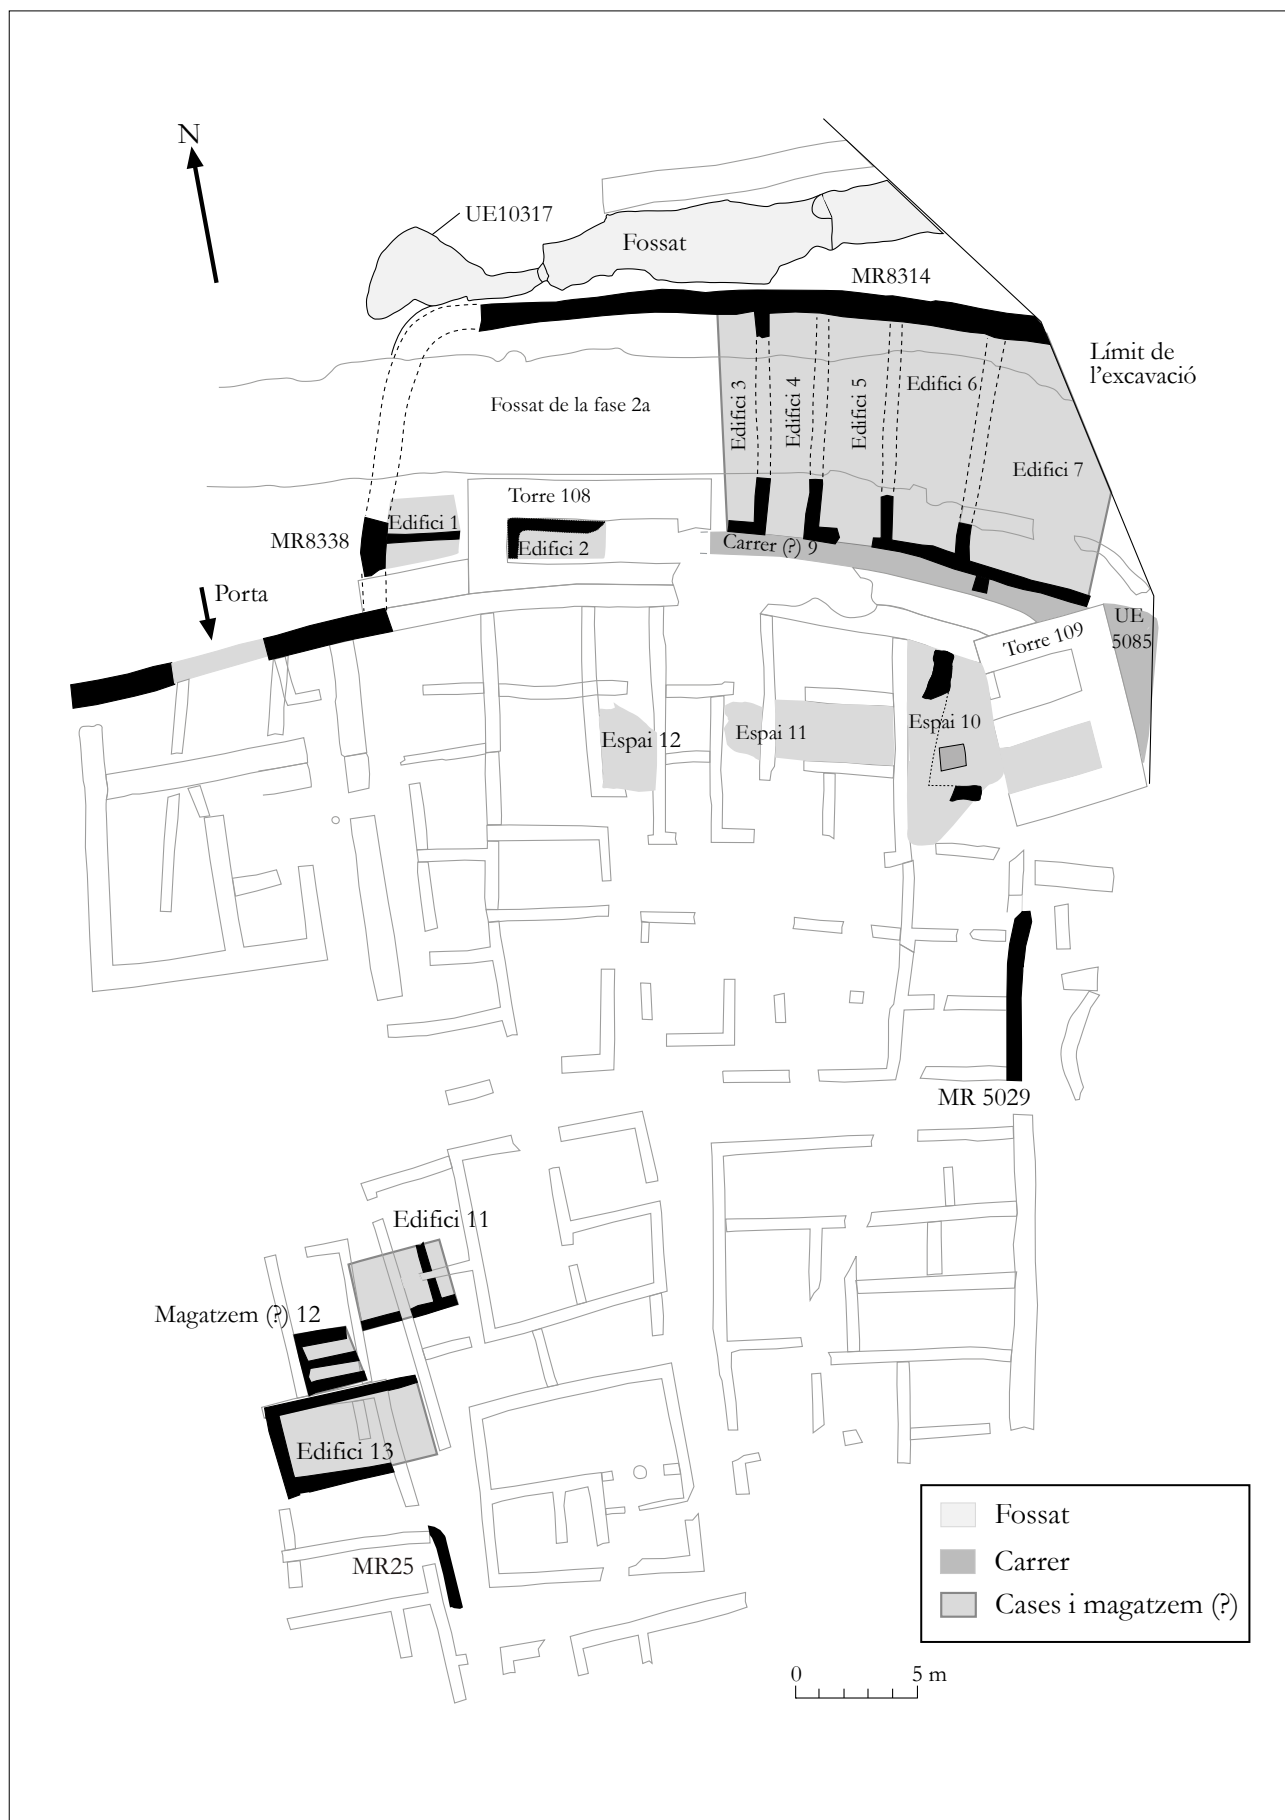 N
UE10317
Fossat
MR8314
Límit de
l’excavació
Edifici 3
Edifici 4
Edifici 5
Edifici 6
Fossat de la fase 2a
Edifici 7
Torre 108
Edifici 1
MR8338
Edifici 2
Carrer (?) 9
Porta
UE
5085
Torre 109
Espai 12
Espai 11
Espai 10
MR 5029
Edifici 11
Magatzem (?) 12
Edifici 13
MR25
Fossat
Carrer
Cases i magatzem (?)
0 5 m